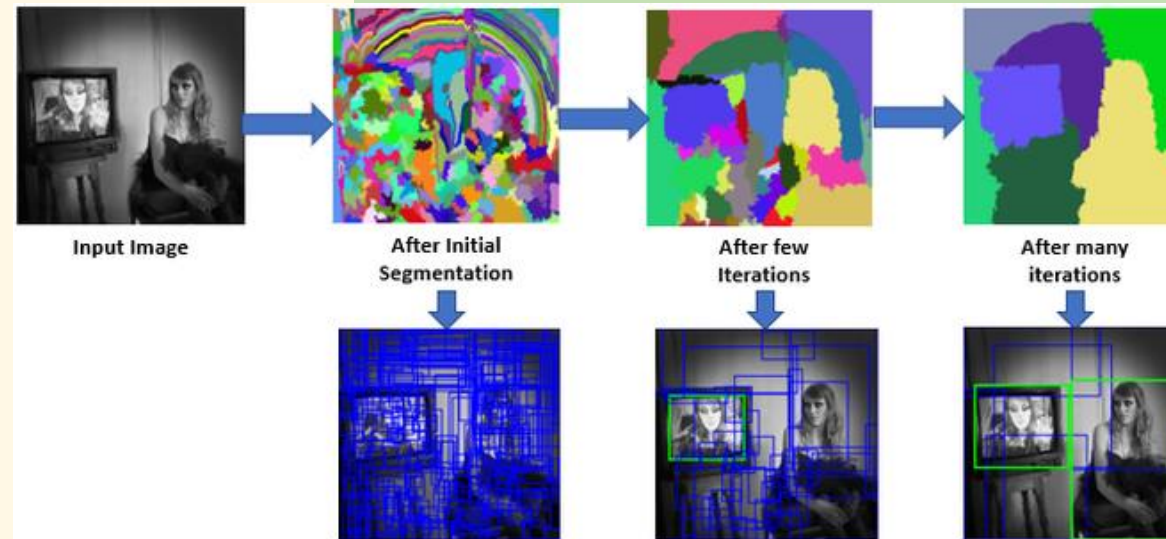 Input Image
After Initial
Segmentation
After few
Iterations
After many
iterations